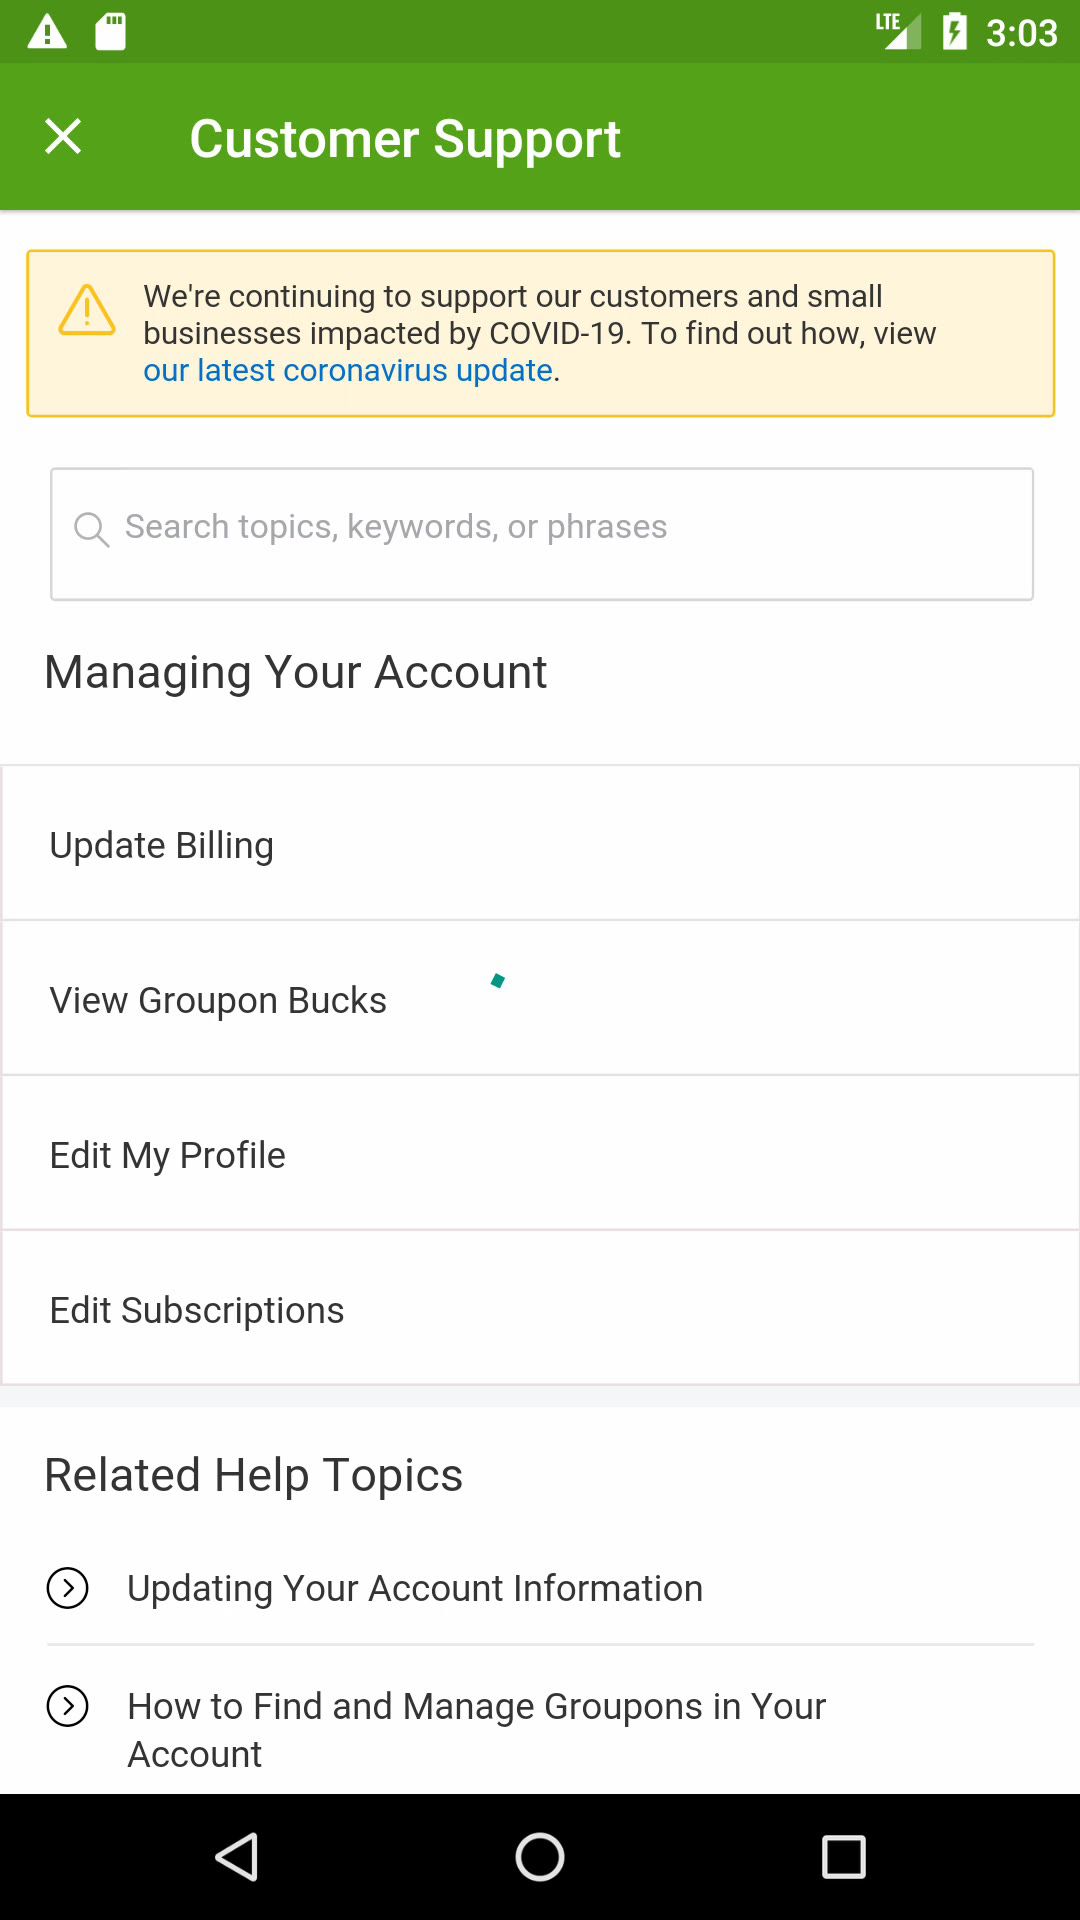 LTE 3:03
Customer Support
We're continuing to support our customers and small
businesses impacted by COVID-19. To find out how, view
our latest coronavirus update.
Search topics, keywords, or phrases
Managing Your Account
Update Billing
View Groupon Bucks
Edit My Profile
Edit Subscriptions
Related Help Topics
Updating Your Account Information
How to Find and Manage Groupons in Your
Account